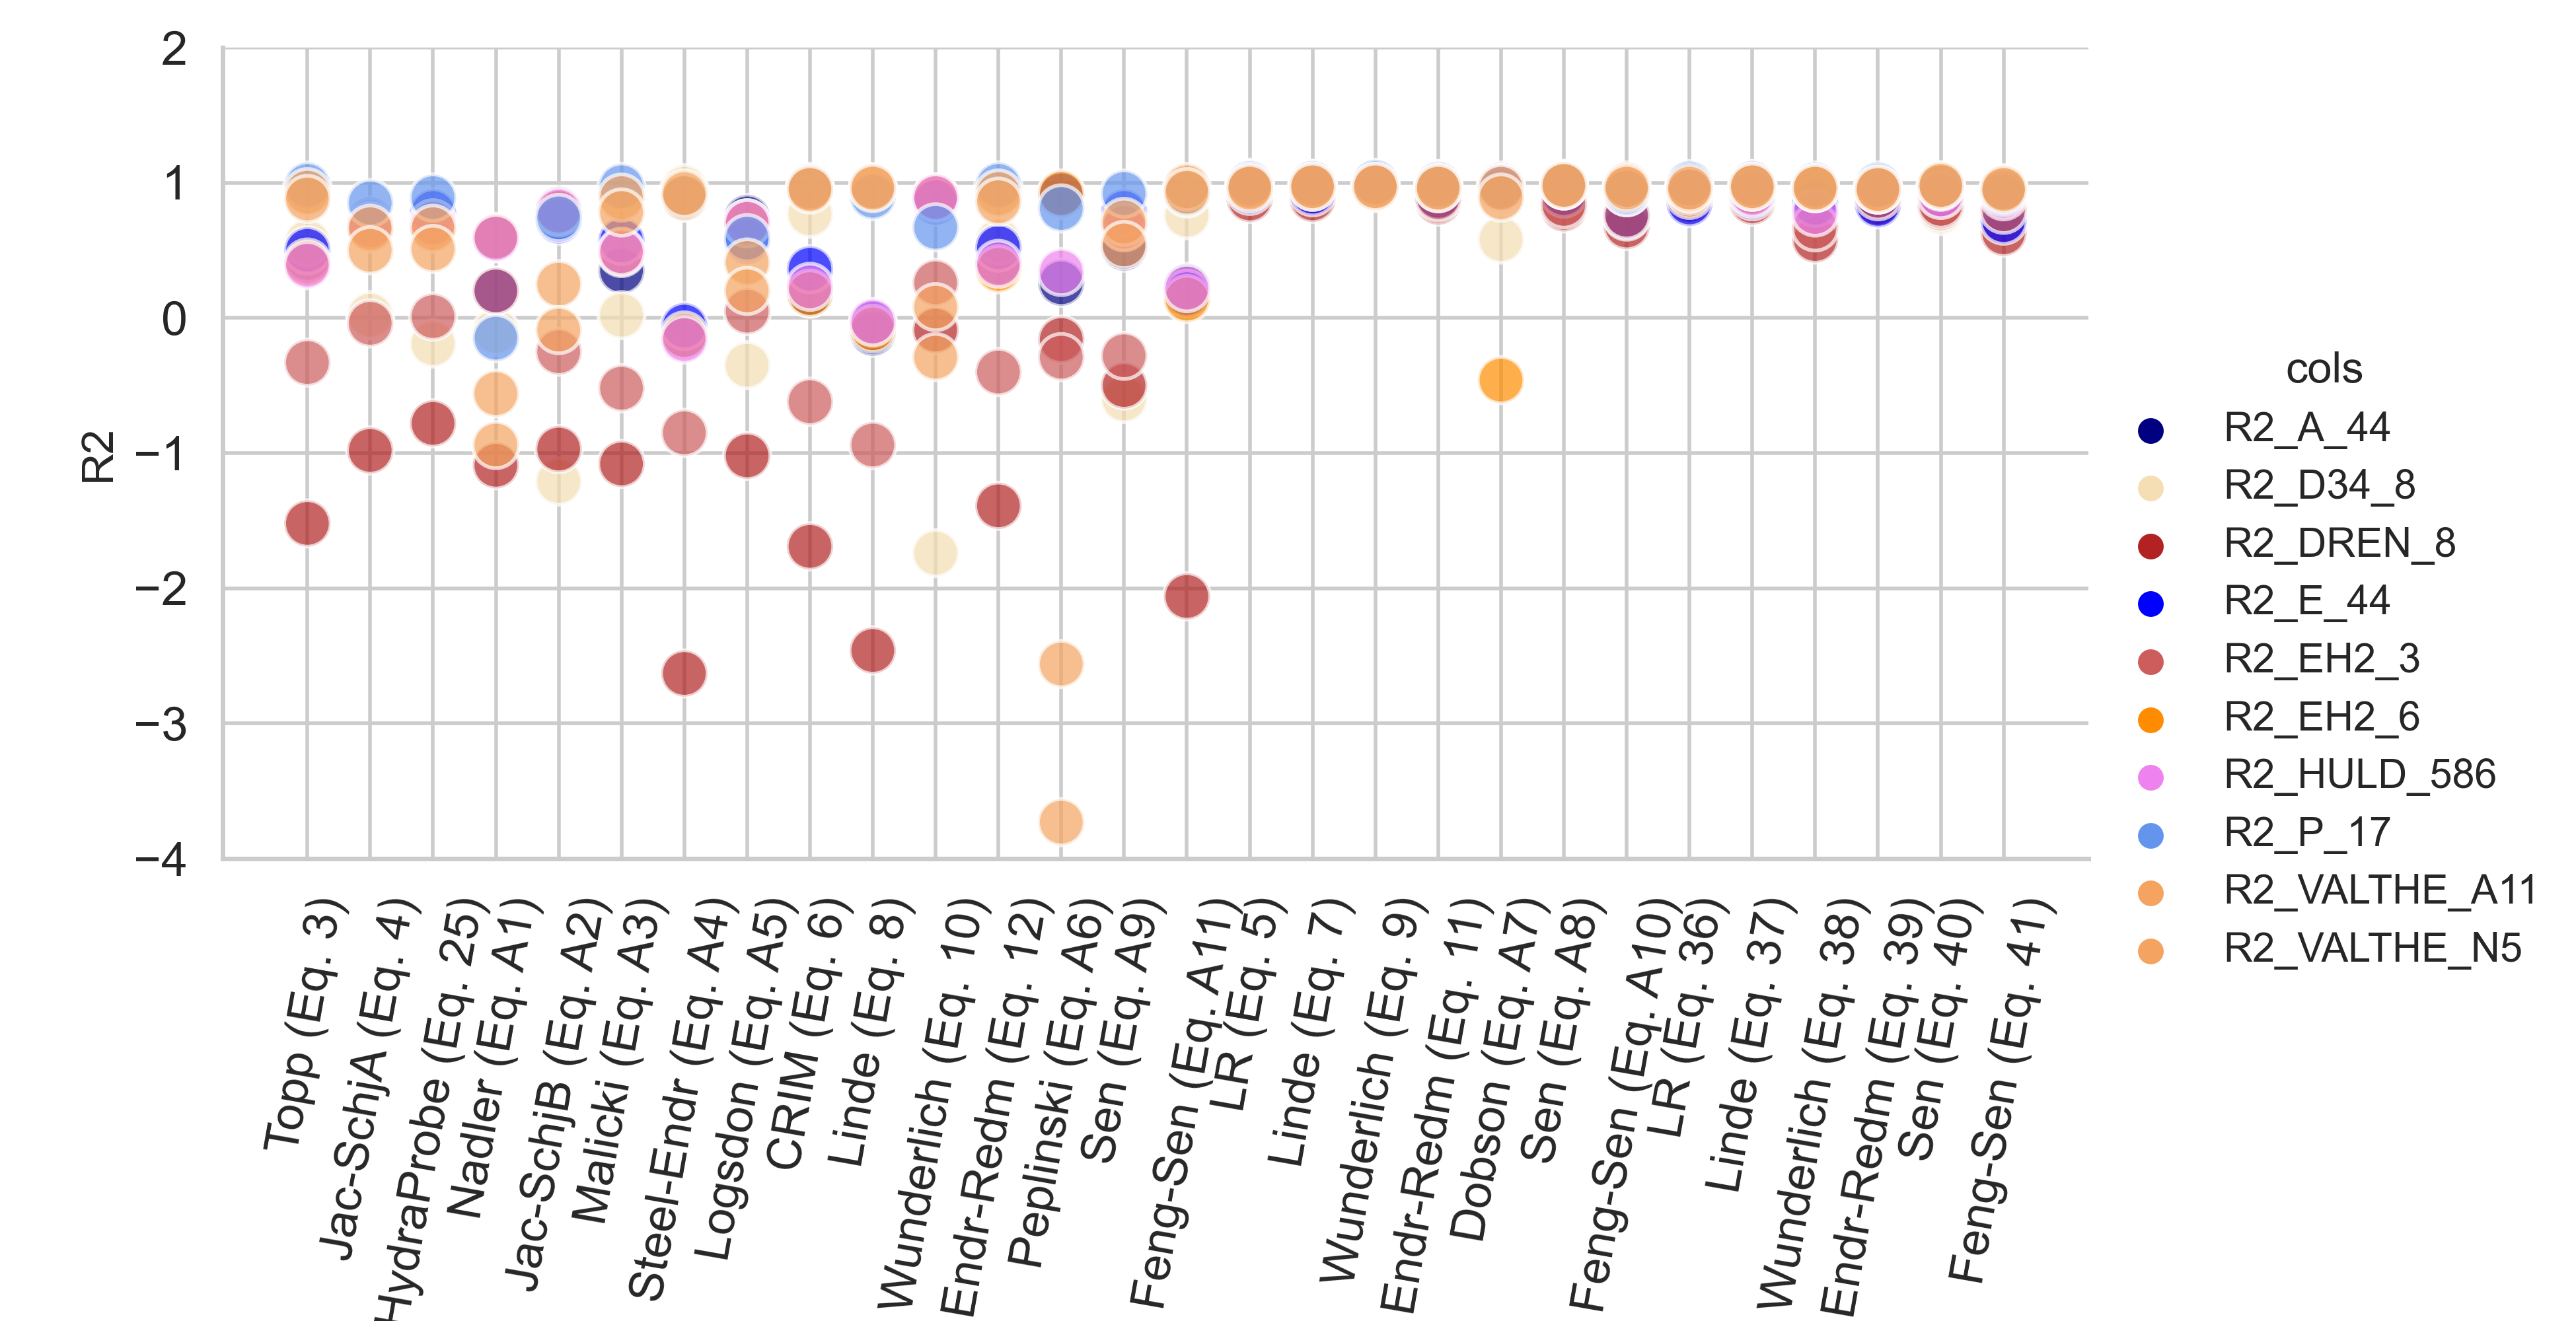 2
1
0
−1
−2
−3
−4
R2
Topp (Eq. 3)
Jac-SchjA (Eq. 4)
HydraProbe (Eq. 25)
Nadler (Eq. A1)
Jac-SchjB (Eq. A2)
Malicki (Eq. A3)
Steel-Endr (Eq. A4)
Logsdon (Eq. A5)
CRIM (Eq. 6)
Linde (Eq. 8)
Wunderlich (Eq. 10)
Endr-Redm (Eq. 12)
Peplinski (Eq. A6)
Sen (Eq. A9)
Feng-Sen (Eq. A11)
LR (Eq. 5)
Linde (Eq. 7)
Wunderlich (Eq. 9)
Endr-Redm (Eq. 11)
Dobson (Eq. A7)
Sen (Eq. A8)
Feng-Sen (Eq. A10)
LR (Eq. 36)
Linde (Eq. 37)
Wunderlich (Eq. 38)
Endr-Redm (Eq. 39)
Sen (Eq. 40)
Feng-Sen (Eq. 41)
cols
R2_A_44
R2_D34_8
R2_DREN_8
R2_E_44
R2_EH2_3
R2_EH2_6
R2_HULD_586
R2_P_17
R2_VALTHE_A11
R2_VALTHE_N5